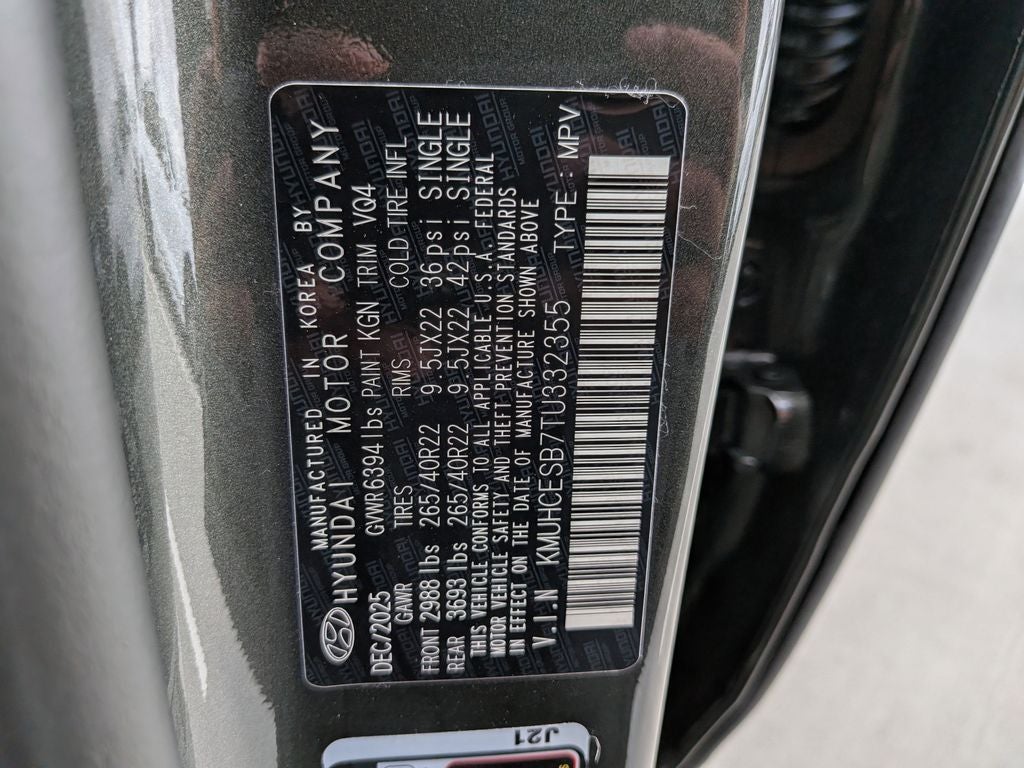 MANUFACTURED IN KOREA BY
HYUNDAI MOTOR COMPANY
DEC/2025 GVWR6394lbs PAINT KGN TRIM VQ4
GAWR TIRES RIMS COLD TIRE INFL
FRONT 2988 lbs 265/40R22 9.5JX22 36psi SINGLE
REAR 3693 lbs 265/40R22 9.5JX22 42psi SINGLE
THIS VEHICLE CONFORMS TO ALL APPLICABLE U.S.A. FEDERAL
MOTOR VEHICLE SAFETY AND THEFT PREVENTION STANDARDS
IN EFFECT ON THE DATE OF MANUFACTURE SHOWN ABOVE
V.I.N KMUHCESB7TU332355 TYPE : MPV
J21